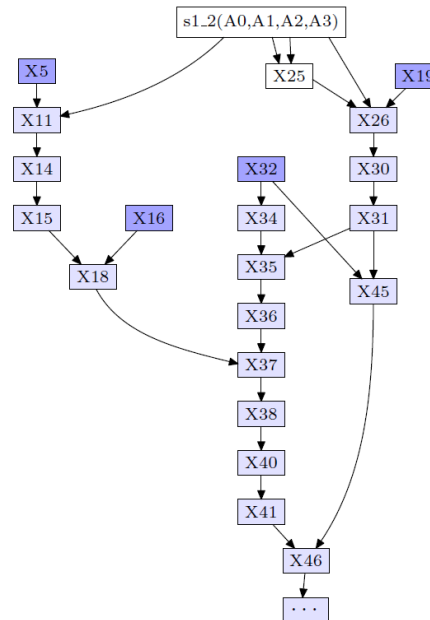 s1_2(A0,A1,A2,A3)
X5
X25
X19
X11
X26
X14
X32
X30
X15
X16
X34
X31
X18
X35
X45
X36
X37
X38
X40
X41
X46
···